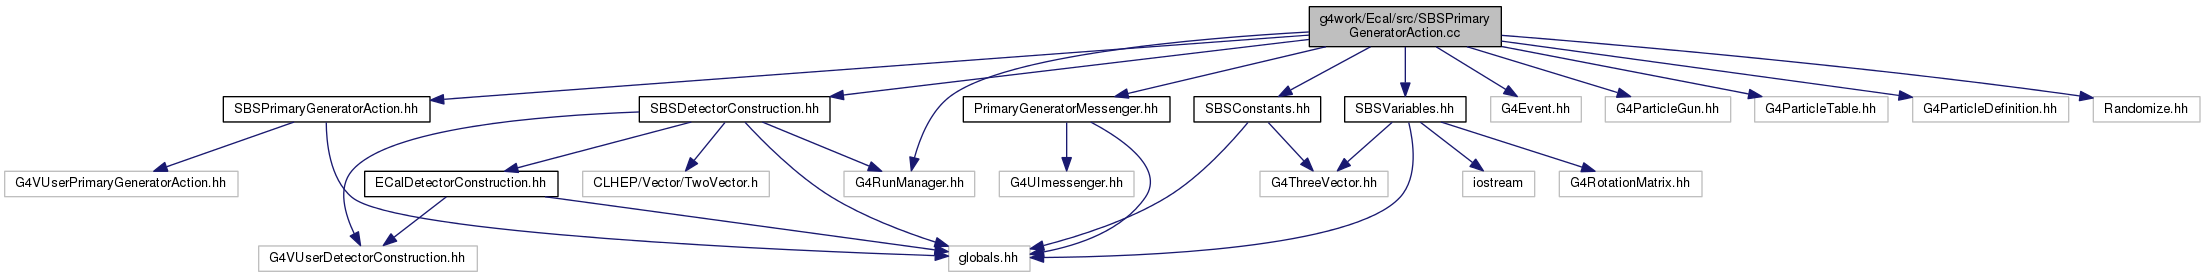 g4work/Ecal/src/SBSPrimary
GeneratorAction.cc
SBSPrimaryGeneratorAction.hh
SBSDetectorConstruction.hh
PrimaryGeneratorMessenger.hh
SBSConstants.hh
SBSVariables.hh
G4Event.hh
G4ParticleGun.hh
G4ParticleTable.hh
G4ParticleDefinition.hh
Randomize.hh
G4VUserPrimaryGeneratorAction.hh
ECalDetectorConstruction.hh
CLHEP/Vector/TwoVector.h
G4RunManager.hh
G4UImessenger.hh
G4ThreeVector.hh
iostream
G4RotationMatrix.hh
G4VUserDetectorConstruction.hh
globals.hh